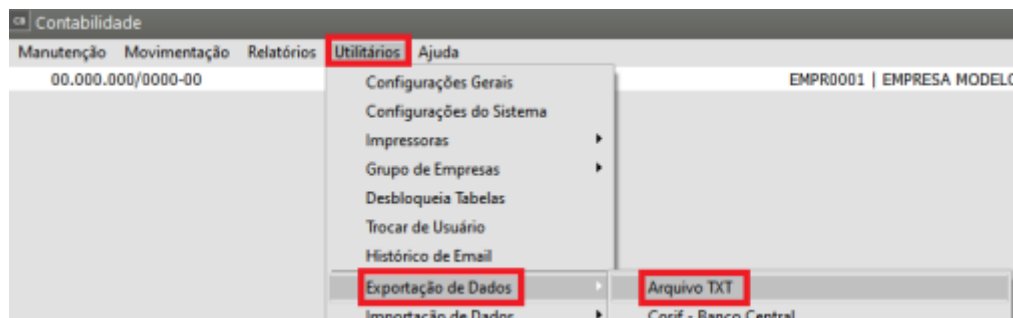 CB Contabilidade
Manutenção Movimentação Relatórios Utilitários Ajuda
00.000.000/0000-00 EMPR0001 | EMPRESA MODELO
Configurações Gerais
Configurações do Sistema
Impressoras
Grupo de Empresas
Desbloqueia Tabelas
Trocar de Usuário
Histórico de Email
Exportação de Dados Arquivo TXT
Importação de Dados Cosif - Banco Central